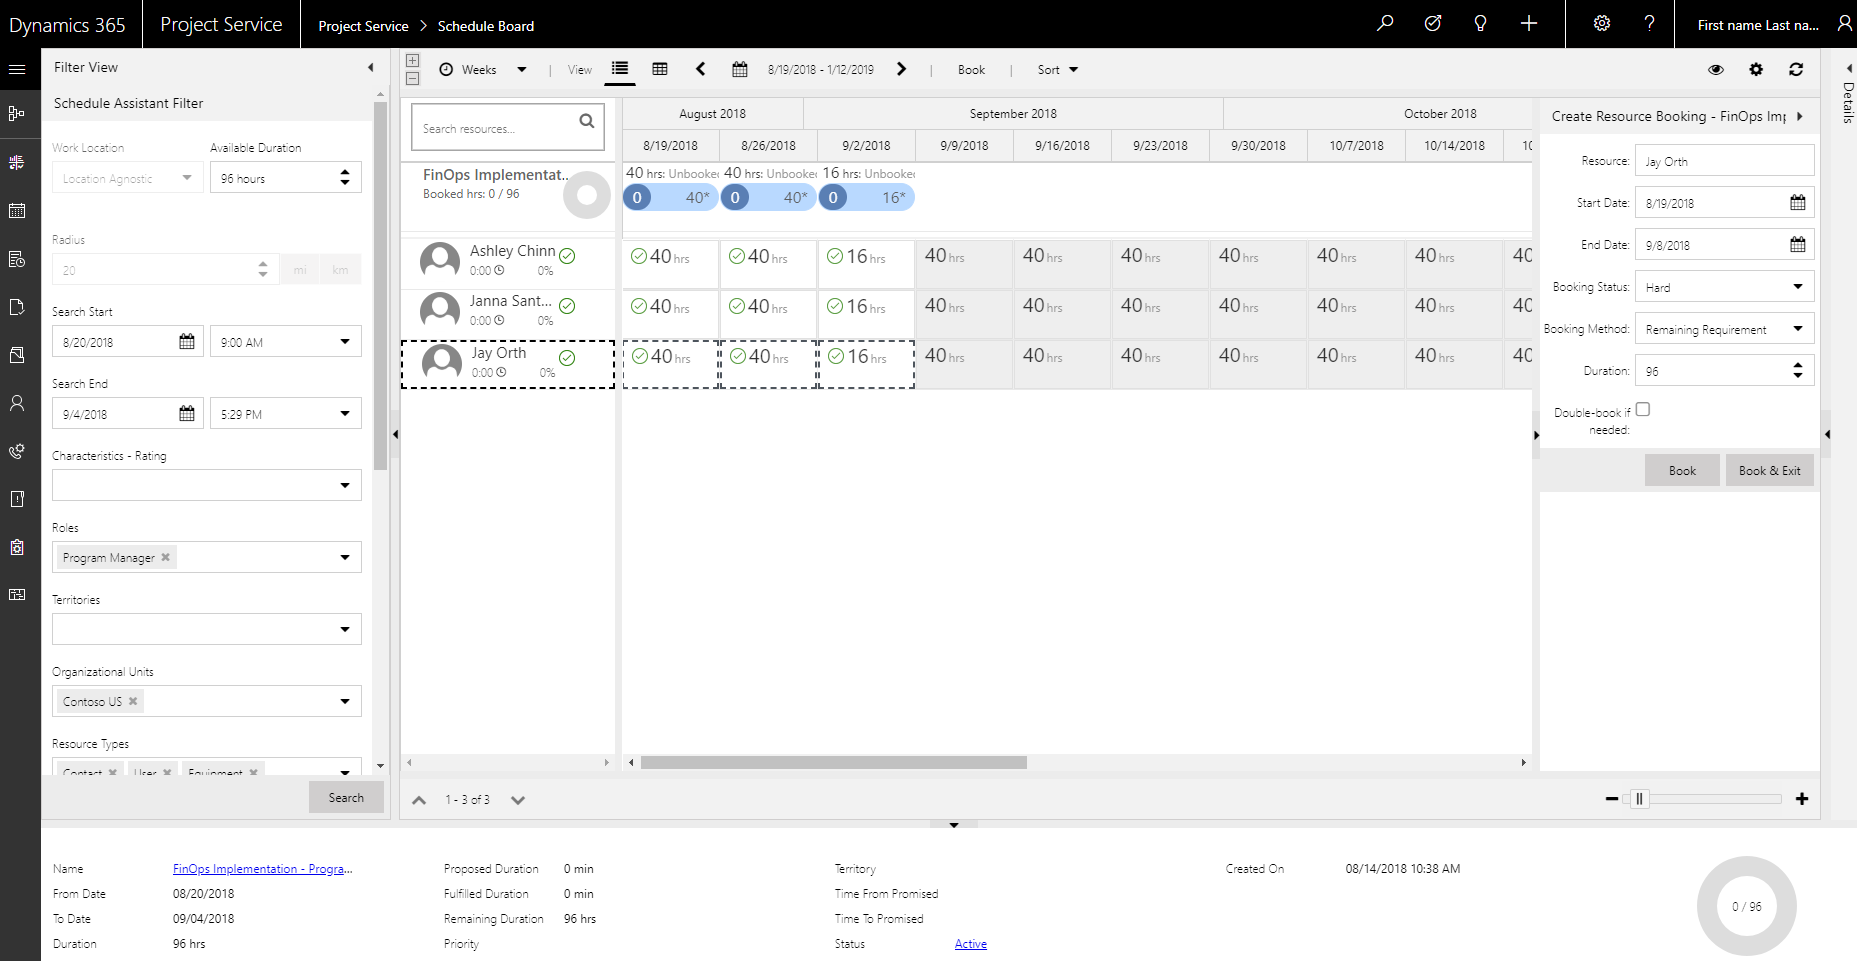 Dynamics 365
Project Service
Project Service > Schedule Board
First name Last na...
Filter View
Schedule Assistant Filter
Work Location
Available Duration
Location Agnostic
96 hours
Radius
20
mi
km
Search Start
8/20/2018
9:00 AM
Search End
9/4/2018
5:29 PM
Characteristics - Rating
Roles
Program Manager
Territories
Organizational Units
Contoso US
Resource Types
Contact
User
Equipment
Search
Weeks
View
8/19/2018 - 1/12/2019
Book
Sort
Search resources...
August 2018
September 2018
October 2018
8/19/2018 8/26/2018 9/2/2018 9/9/2018 9/16/2018 9/23/2018 9/30/2018 10/7/2018 10/14/2018 10
FinOps Implementat...
Booked hrs: 0 / 96
40 hrs: Unbooked 40 hrs: Unbooked 16 hrs: Unbooked
0 40* 0 40* 0 16*
Ashley Chinn
0:00 0%
40 hrs 40 hrs 16 hrs 40 hrs 40 hrs 40 hrs 40 hrs 40 hrs 40 hrs 40
Janna Sant...
0:00 0%
40 hrs 40 hrs 16 hrs 40 hrs 40 hrs 40 hrs 40 hrs 40 hrs 40 hrs 40
Jay Orth
0:00 0%
40 hrs 40 hrs 16 hrs 40 hrs 40 hrs 40 hrs 40 hrs 40 hrs 40 hrs 40
1 - 3 of 3
Create Resource Booking - FinOps Imp
Resource: Jay Orth
Start Date: 8/19/2018
End Date: 9/8/2018
Booking Status: Hard
Booking Method: Remaining Requirement
Duration: 96
Double-book if
needed:
Book
Book & Exit
Details
Name FinOps Implementation - Progra...
From Date 08/20/2018
To Date 09/04/2018
Duration 96 hrs
Proposed Duration 0 min
Fulfilled Duration 0 min
Remaining Duration 96 hrs
Priority
Territory
Time From Promised
Time To Promised
Status Active
Created On 08/14/2018 10:38 AM
0 / 96